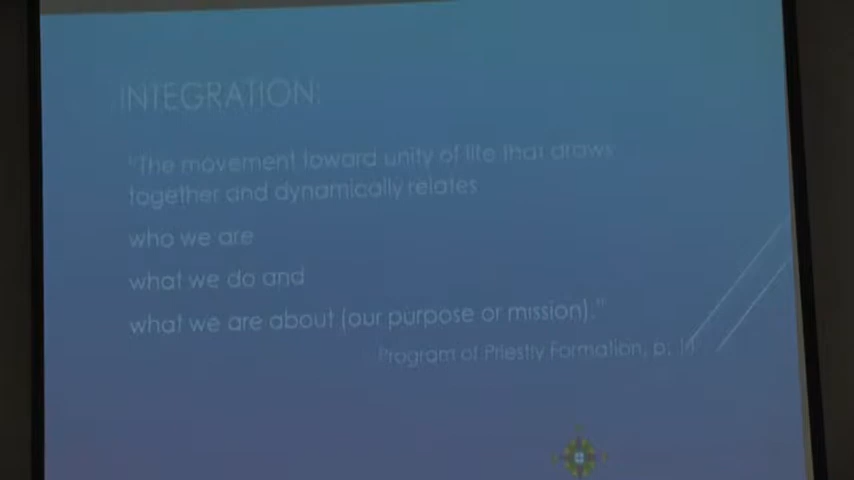 INTEGRATION:
"The movement toward unity of life that draws
together and dynamically relates
who we are
what we do and
what we are about (our purpose or mission)."
Program of Priestly Formation, p.